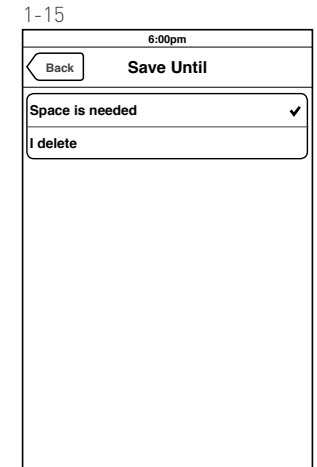 1-15
6:00pm
Back Save Until
Space is needed ✓
I delete